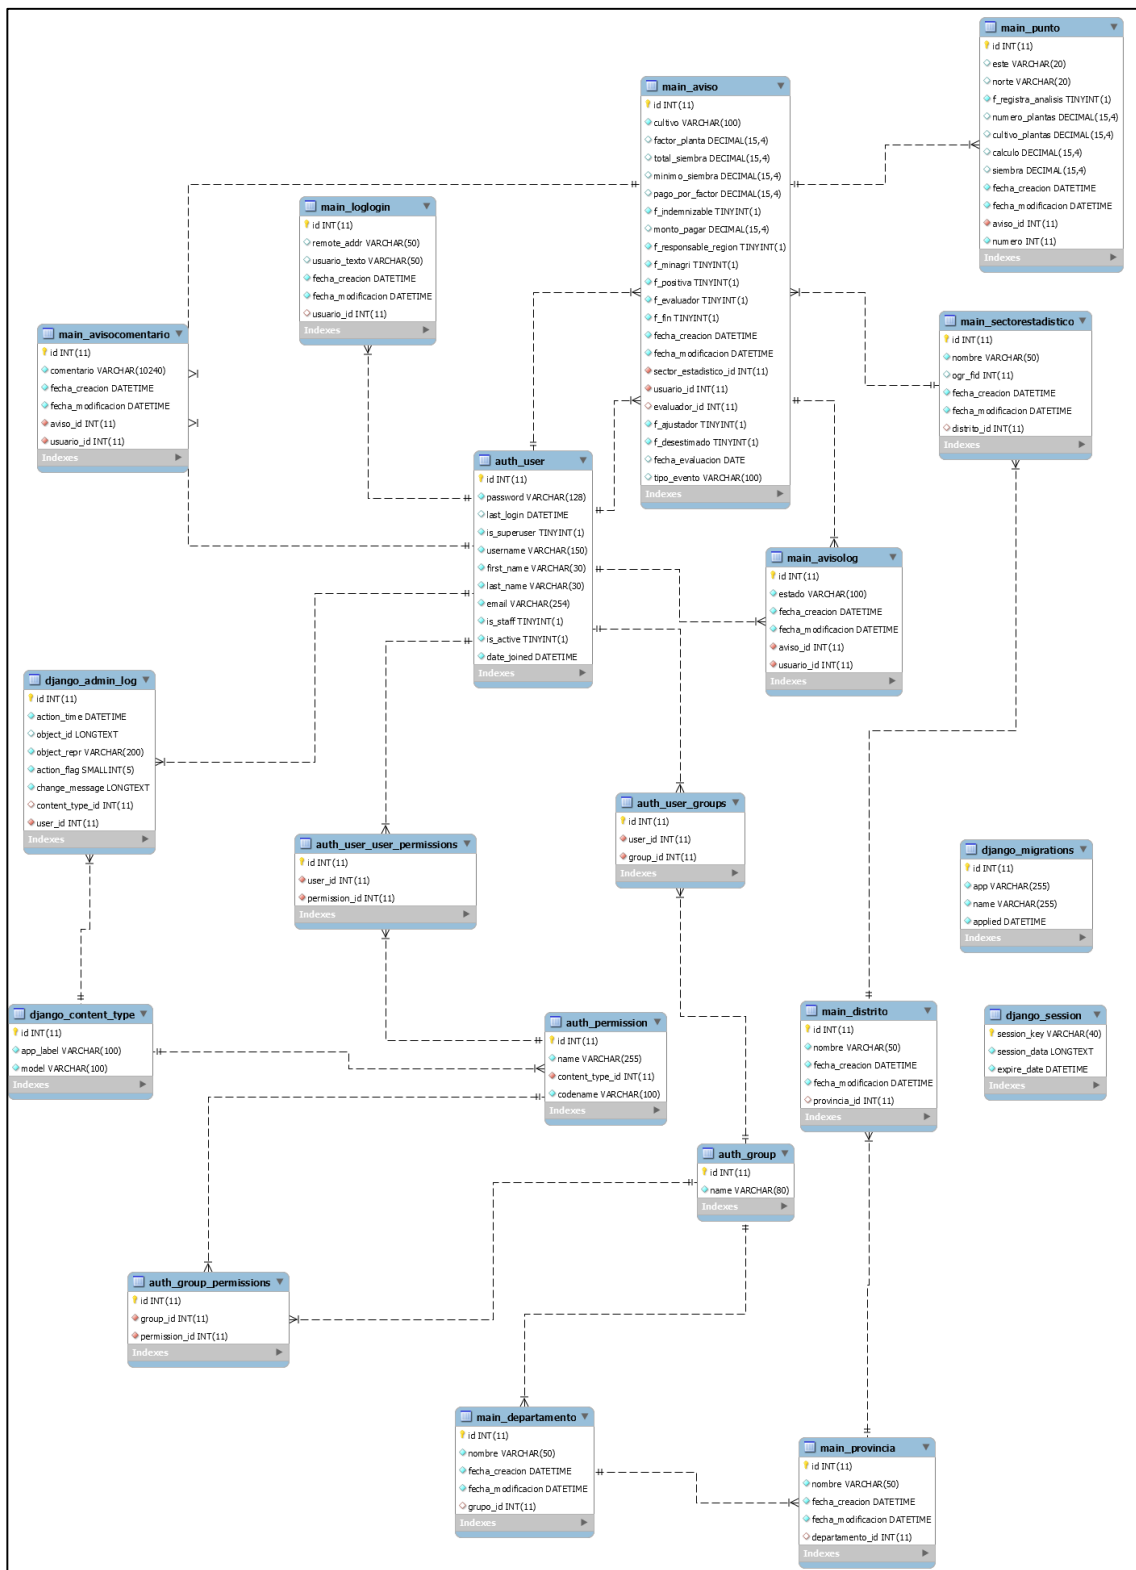 main_punto
id INT(11)
este VARCHAR(20)
norte VARCHAR(20)
f_registra_analisis TINYINT(1)
numero_plantas DECIMAL(15,4)
cultivo_plantas DECIMAL(15,4)
calculo DECIMAL(15,4)
siembra DECIMAL(15,4)
fecha_creacion DATETIME
fecha_modificacion DATETIME
aviso_id INT(11)
numero INT(11)
Indexes
main_aviso
id INT(11)
cultivo VARCHAR(100)
factor_planta DECIMAL(15,4)
total_siembra DECIMAL(15,4)
minimo_siembra DECIMAL(15,4)
pago_por_factor DECIMAL(15,4)
f_indemnizable TINYINT(1)
monto_pagar DECIMAL(15,4)
f_responsable_region TINYINT(1)
f_minagri TINYINT(1)
f_positiva TINYINT(1)
f_evaluador TINYINT(1)
f_fin TINYINT(1)
fecha_creacion DATETIME
fecha_modificacion DATETIME
sector_estadistico_id INT(11)
usuario_id INT(11)
evaluador_id INT(11)
f_ajustador TINYINT(1)
f_desestimado TINYINT(1)
fecha_evaluacion DATE
tipo_evento VARCHAR(100)
Indexes
main_loglogin
id INT(11)
remote_addr VARCHAR(50)
usuario_texto VARCHAR(50)
fecha_creacion DATETIME
fecha_modificacion DATETIME
usuario_id INT(11)
Indexes
main_avisocomentario
id INT(11)
comentario VARCHAR(10240)
fecha_creacion DATETIME
fecha_modificacion DATETIME
aviso_id INT(11)
usuario_id INT(11)
Indexes
main_sectorestadistico
id INT(11)
nombre VARCHAR(50)
ogr_fid INT(11)
fecha_creacion DATETIME
fecha_modificacion DATETIME
distrito_id INT(11)
Indexes
auth_user
id INT(11)
password VARCHAR(128)
last_login DATETIME
is_superuser TINYINT(1)
username VARCHAR(150)
first_name VARCHAR(30)
last_name VARCHAR(30)
email VARCHAR(254)
is_staff TINYINT(1)
is_active TINYINT(1)
date_joined DATETIME
Indexes
main_avisolog
id INT(11)
estado VARCHAR(100)
fecha_creacion DATETIME
fecha_modificacion DATETIME
aviso_id INT(11)
usuario_id INT(11)
Indexes
django_admin_log
id INT(11)
action_time DATETIME
object_id LONGTEXT
object_repr VARCHAR(200)
action_flag SMALLINT(5)
change_message LONGTEXT
content_type_id INT(11)
user_id INT(11)
Indexes
auth_user_groups
id INT(11)
user_id INT(11)
group_id INT(11)
Indexes
auth_user_user_permissions
id INT(11)
user_id INT(11)
permission_id INT(11)
Indexes
django_migrations
id INT(11)
app VARCHAR(255)
name VARCHAR(255)
applied DATETIME
Indexes
django_content_type
id INT(11)
app_label VARCHAR(100)
model VARCHAR(100)
Indexes
auth_permission
id INT(11)
name VARCHAR(255)
content_type_id INT(11)
codename VARCHAR(100)
Indexes
main_distrito
id INT(11)
nombre VARCHAR(50)
fecha_creacion DATETIME
fecha_modificacion DATETIME
provincia_id INT(11)
Indexes
django_session
session_key VARCHAR(40)
session_data LONGTEXT
expire_date DATETIME
Indexes
auth_group
id INT(11)
name VARCHAR(80)
Indexes
auth_group_permissions
id INT(11)
group_id INT(11)
permission_id INT(11)
Indexes
main_departamento
id INT(11)
nombre VARCHAR(50)
fecha_creacion DATETIME
fecha_modificacion DATETIME
grupo_id INT(11)
Indexes
main_provincia
id INT(11)
nombre VARCHAR(50)
fecha_creacion DATETIME
fecha_modificacion DATETIME
departamento_id INT(11)
Indexes